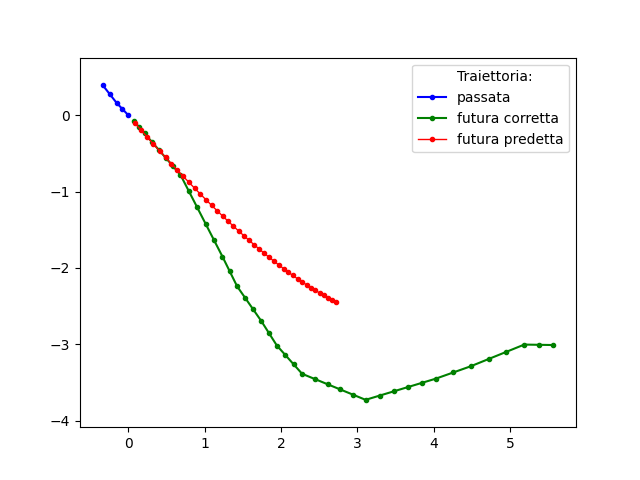 Traiettoria:
passata
futura corretta
futura predetta
0
−1
−2
−3
−4
0 1 2 3 4 5